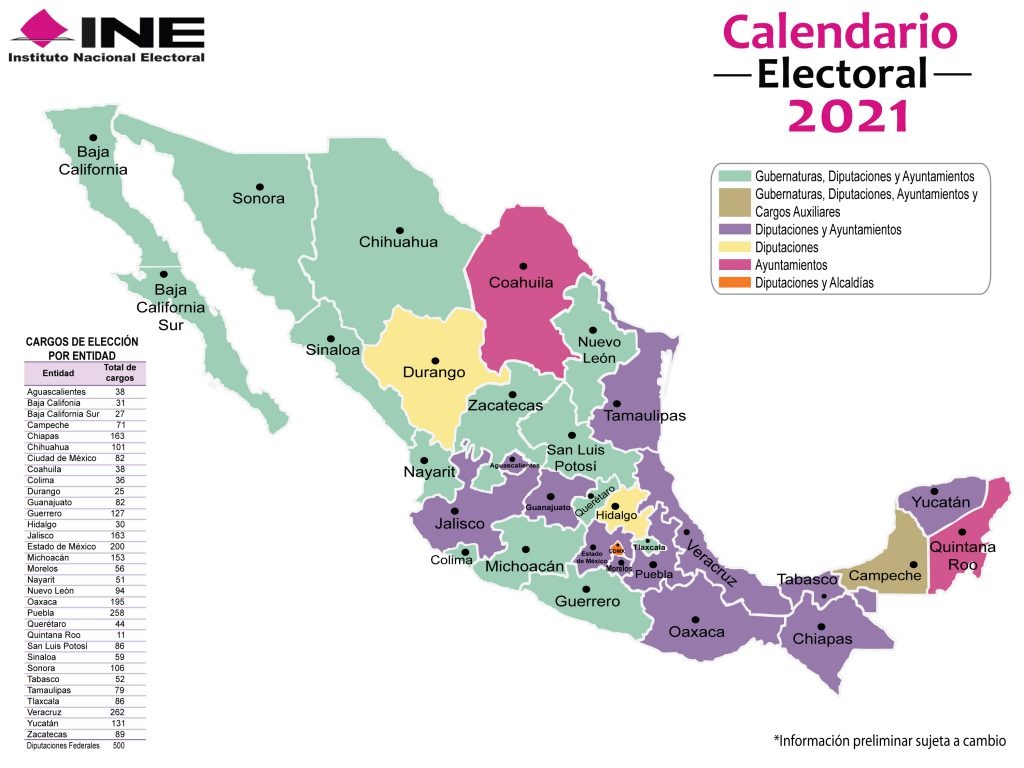 INE
Instituto Nacional Electoral
Calendario
Electoral
2021
Gubernaturas, Diputaciones y Ayuntamientos
Gubernaturas, Diputaciones, Ayuntamientos y
Cargos Auxiliares
Diputaciones y Ayuntamientos
Diputaciones
Ayuntamientos
Diputaciones y Alcaldías
Baja
California
Sonora
Chihuahua
Coahuila
Baja
California
Sur
Sinaloa
Nuevo
León
Durango
Zacatecas
Tamaulipas
San Luis
Potosí
Nayarit
Aguascalientes
Jalisco
Guanajuato
Querétaro
Hidalgo
Colima
Michoacán
Estado
de México
CDMX
Tlaxcala
Morelos
Puebla
Veracruz
Guerrero
Oaxaca
Tabasco
Chiapas
Campeche
Yucatán
Quintana
Roo
CARGOS DE ELECCIÓN
POR ENTIDAD
Entidad Total de
cargos
Aguascalientes 38
Baja Califonia 31
Baja California Sur 27
Campeche 71
Chiapas 163
Chihuahua 101
Ciudad de México 82
Coahuila 38
Colima 36
Durango 25
Guanajuato 82
Guerrero 127
Hidalgo 30
Jalisco 163
Estado de México 200
Michoacán 153
Morelos 56
Nayarit 51
Nuevo León 94
Oaxaca 195
Puebla 258
Querétaro 44
Quintana Roo 11
San Luis Potosí 86
Sinaloa 59
Sonora 106
Tabasco 52
Tamaulipas 79
Tlaxcala 86
Veracruz 262
Yucatán 131
Zacatecas 89
Diputaciones Federales 500
*Información preliminar sujeta a cambio